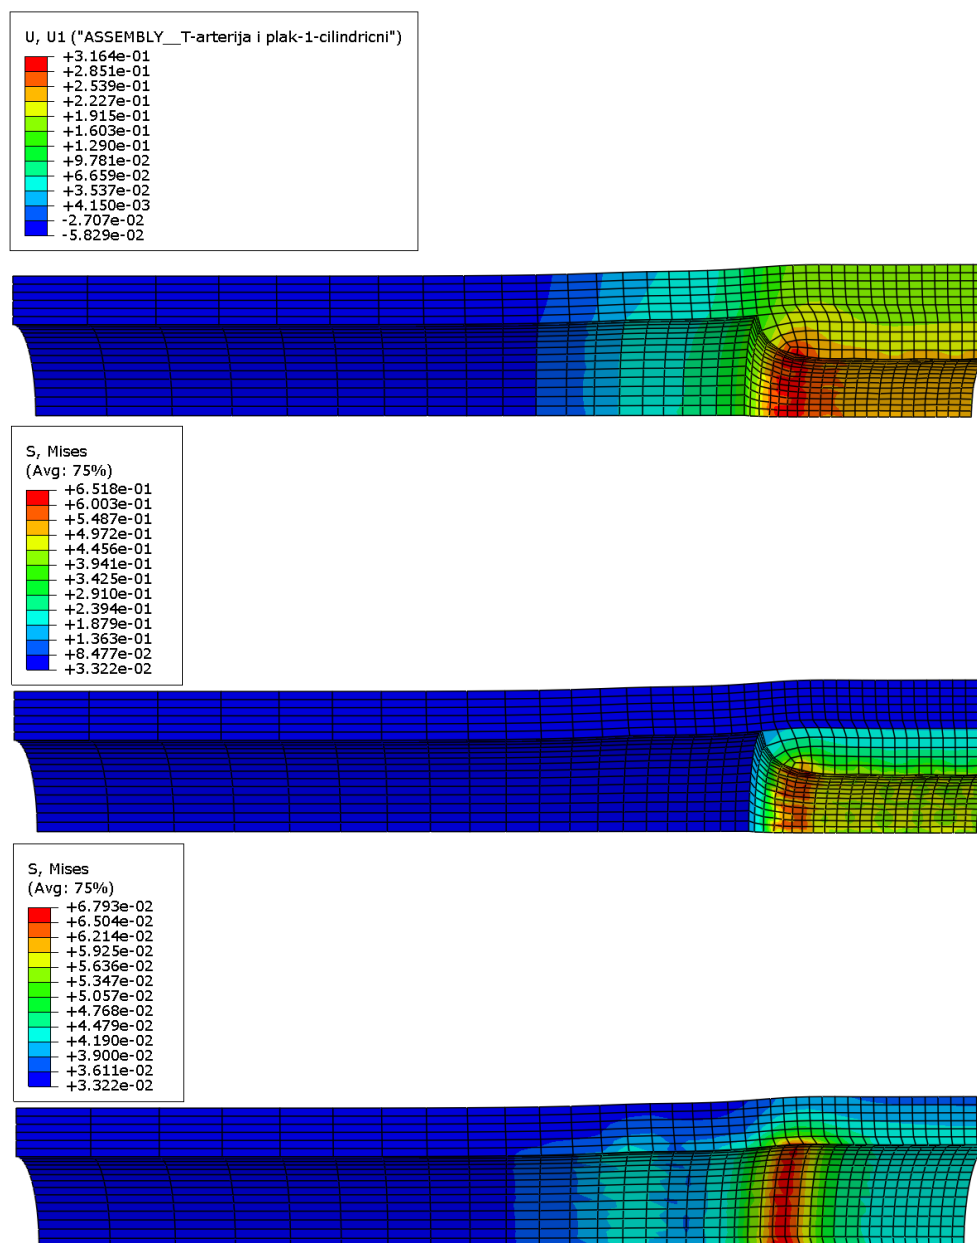 U, U1 ("ASSEMBLY__T-arterija i plak-1-cilindricni")
+3.164e-01
+2.851e-01
+2.539e-01
+2.227e-01
+1.915e-01
+1.603e-01
+1.290e-01
+9.781e-02
+6.659e-02
+3.537e-02
+4.150e-03
-2.707e-02
-5.829e-02
S, Mises
(Avg: 75%)
+6.518e-01
+6.003e-01
+5.487e-01
+4.972e-01
+4.456e-01
+3.941e-01
+3.425e-01
+2.910e-01
+2.394e-01
+1.879e-01
+1.363e-01
+8.477e-02
+3.322e-02
S, Mises
(Avg: 75%)
+6.793e-02
+6.504e-02
+6.214e-02
+5.925e-02
+5.636e-02
+5.347e-02
+5.057e-02
+4.768e-02
+4.479e-02
+4.190e-02
+3.900e-02
+3.611e-02
+3.322e-02